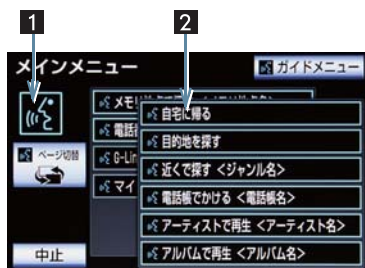 1
2
メインメニュー
ガイドメニュー
メモリ
自宅に帰る
電話
目的地を探す
ページ切替
G-Lin
近くで探す <ジャンル名>
マイ
電話帳でかける <電話帳名>
アーティストで再生 <アーティスト名>
中止
アルバムで再生 <アルバム名>